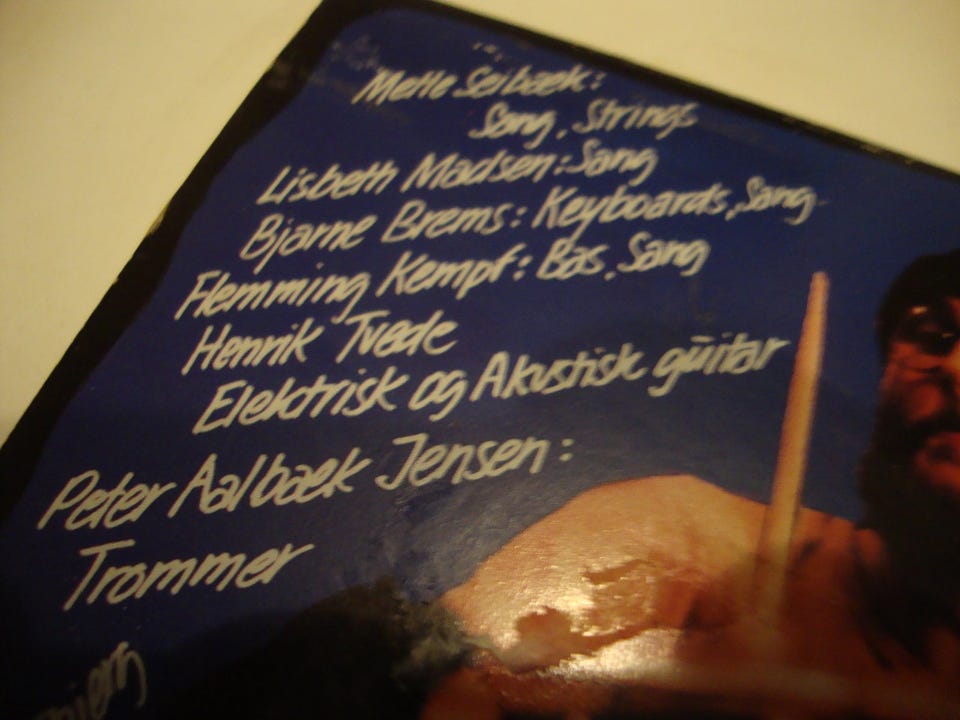 Mette Seibæk:
Sang, Strings
Lisbeth Madsen: Sang
Bjarne Brems: Keyboards, Sang
Flemming Kempf: Bas, Sang
Henrik Tvede
Elektrisk og Akustisk guitar
Peter Aalbæk Jensen:
Trommer